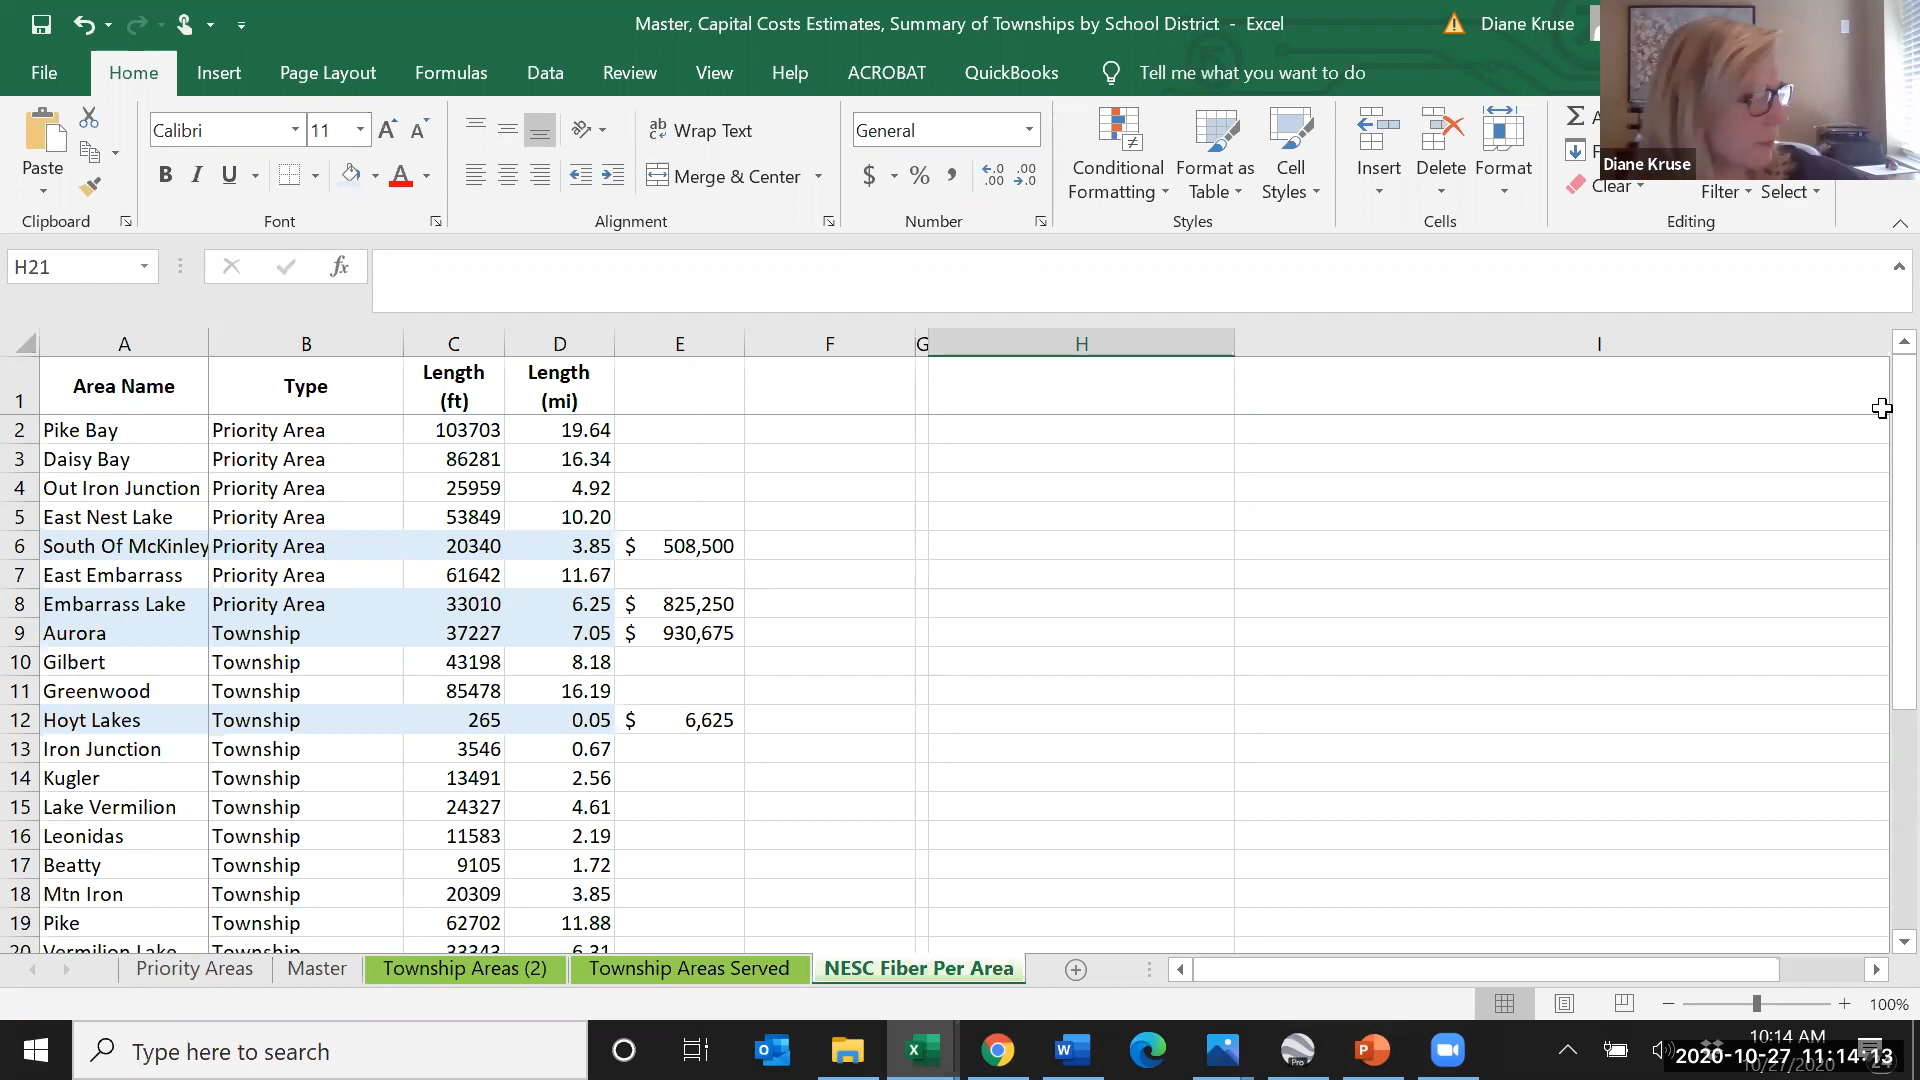 Master, Capital Costs Estimates, Summary of Townships by School District - Excel
Diane Kruse
File Home Insert Page Layout Formulas Data Review View Help ACROBAT QuickBooks Tell me what you want to do
Calibri 11
Wrap Text
General
Paste
Merge & Center
Conditional Formatting
Format as Table
Cell Styles
Insert Delete Format
Clear
Filter Select
Clipboard Font Alignment Number Styles Cells Editing
Diane Kruse
H21
A B C D E F G H I
1 Area Name Type Length (ft) Length (mi)
2 Pike Bay Priority Area 103703 19.64
3 Daisy Bay Priority Area 86281 16.34
4 Out Iron Junction Priority Area 25959 4.92
5 East Nest Lake Priority Area 53849 10.20
6 South Of McKinley Priority Area 20340 3.85 $ 508,500
7 East Embarrass Priority Area 61642 11.67
8 Embarrass Lake Priority Area 33010 6.25 $ 825,250
9 Aurora Township 37227 7.05 $ 930,675
10 Gilbert Township 43198 8.18
11 Greenwood Township 85478 16.19
12 Hoyt Lakes Township 265 0.05 $ 6,625
13 Iron Junction Township 3546 0.67
14 Kugler Township 13491 2.56
15 Lake Vermilion Township 24327 4.61
16 Leonidas Township 11583 2.19
17 Beatty Township 9105 1.72
18 Mtn Iron Township 20309 3.85
19 Pike Township 62702 11.88
20 Vermilion Lake Township 33343 6.31
Priority Areas Master Township Areas (2) Township Areas Served NESC Fiber Per Area
100%
Type here to search
10:14 AM
10/27/2020
2020-10-27 11:14:13